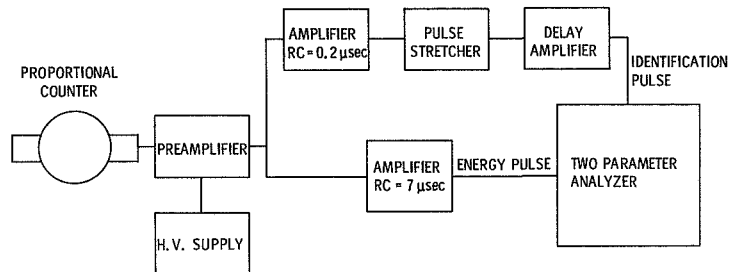 PROPORTIONAL
COUNTER
PREAMPLIFIER
H.V. SUPPLY
AMPLIFIER
RC = 0.2 μsec
PULSE
STRETCHER
DELAY
AMPLIFIER
IDENTIFICATION
PULSE
AMPLIFIER
RC = 7 μsec
ENERGY PULSE
TWO PARAMETER
ANALYZER